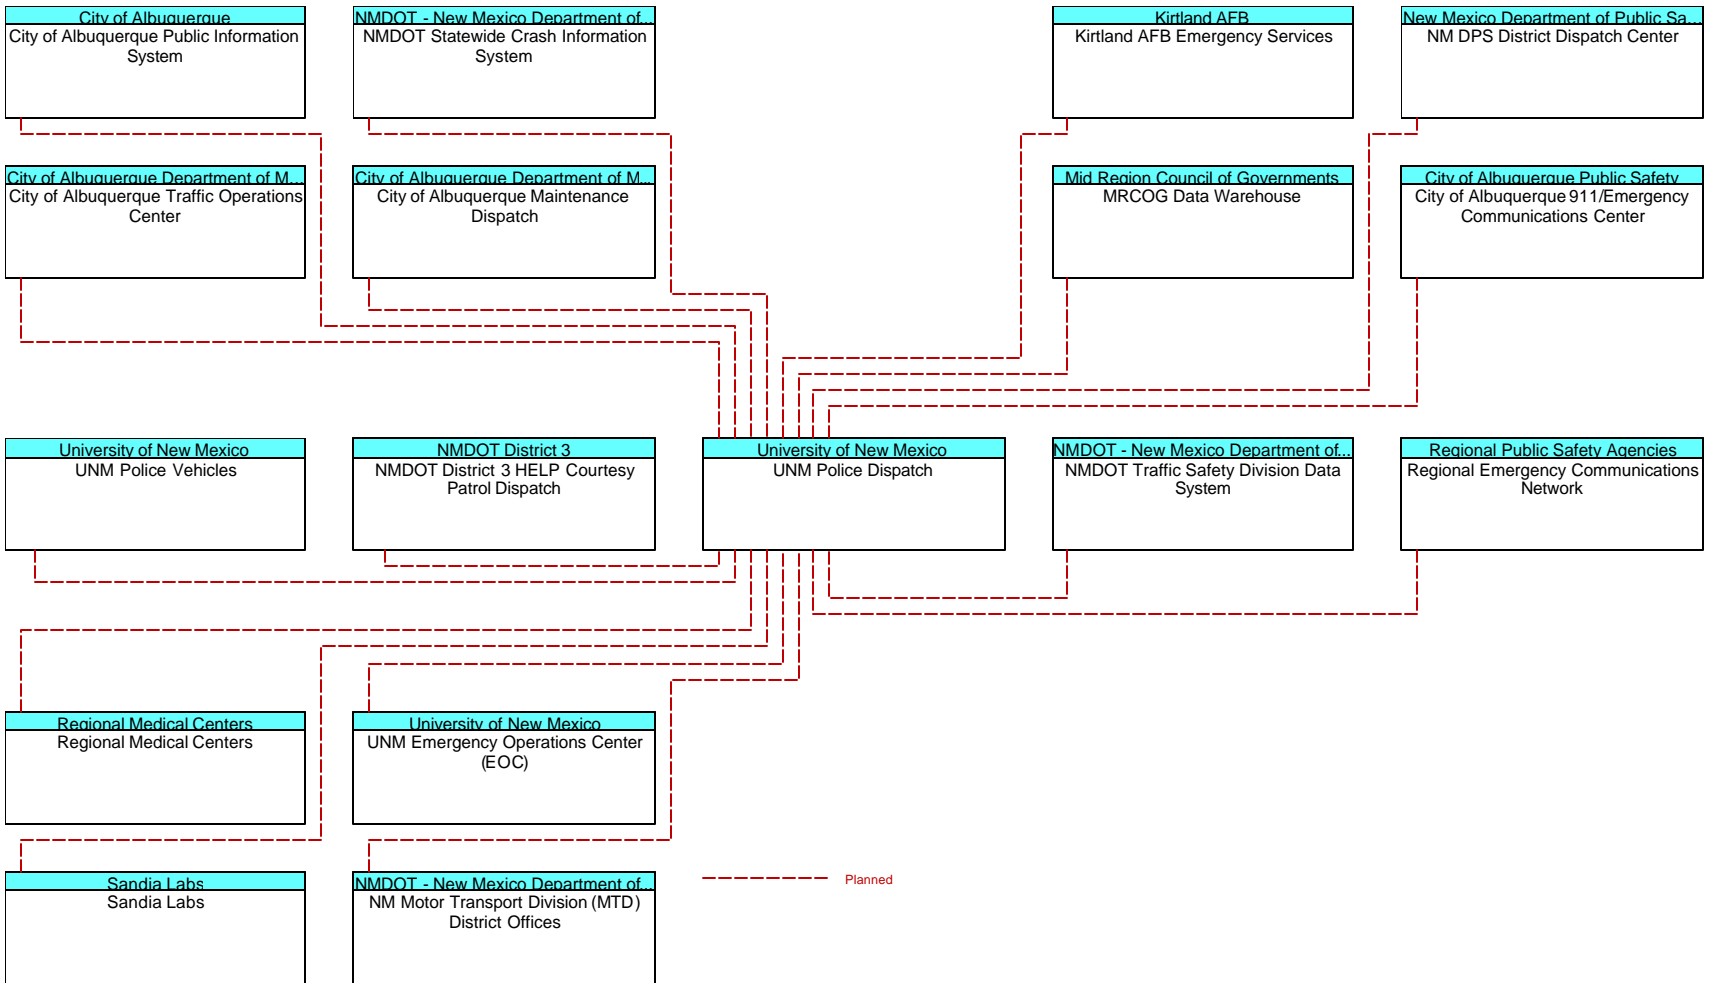 City of Albuquerque
City of Albuquerque Public Information
System
NMDOT - New Mexico Department of...
NMDOT Statewide Crash Information
System
Kirtland AFB
Kirtland AFB Emergency Services
New Mexico Department of Public Sa...
NM DPS District Dispatch Center
City of Albuquerque Department of M...
City of Albuquerque Traffic Operations
Center
City of Albuquerque Department of M...
City of Albuquerque Maintenance
Dispatch
Mid Region Council of Governments
MRCOG Data Warehouse
City of Albuquerque Public Safety
City of Albuquerque 911/Emergency
Communications Center
University of New Mexico
UNM Police Vehicles
NMDOT District 3
NMDOT District 3 HELP Courtesy
Patrol Dispatch
University of New Mexico
UNM Police Dispatch
NMDOT - New Mexico Department of...
NMDOT Traffic Safety Division Data
System
Regional Public Safety Agencies
Regional Emergency Communications
Network
Regional Medical Centers
Regional Medical Centers
University of New Mexico
UNM Emergency Operations Center
(EOC)
Sandia Labs
Sandia Labs
NMDOT - New Mexico Department of...
NM Motor Transport Division (MTD)
District Offices
Planned